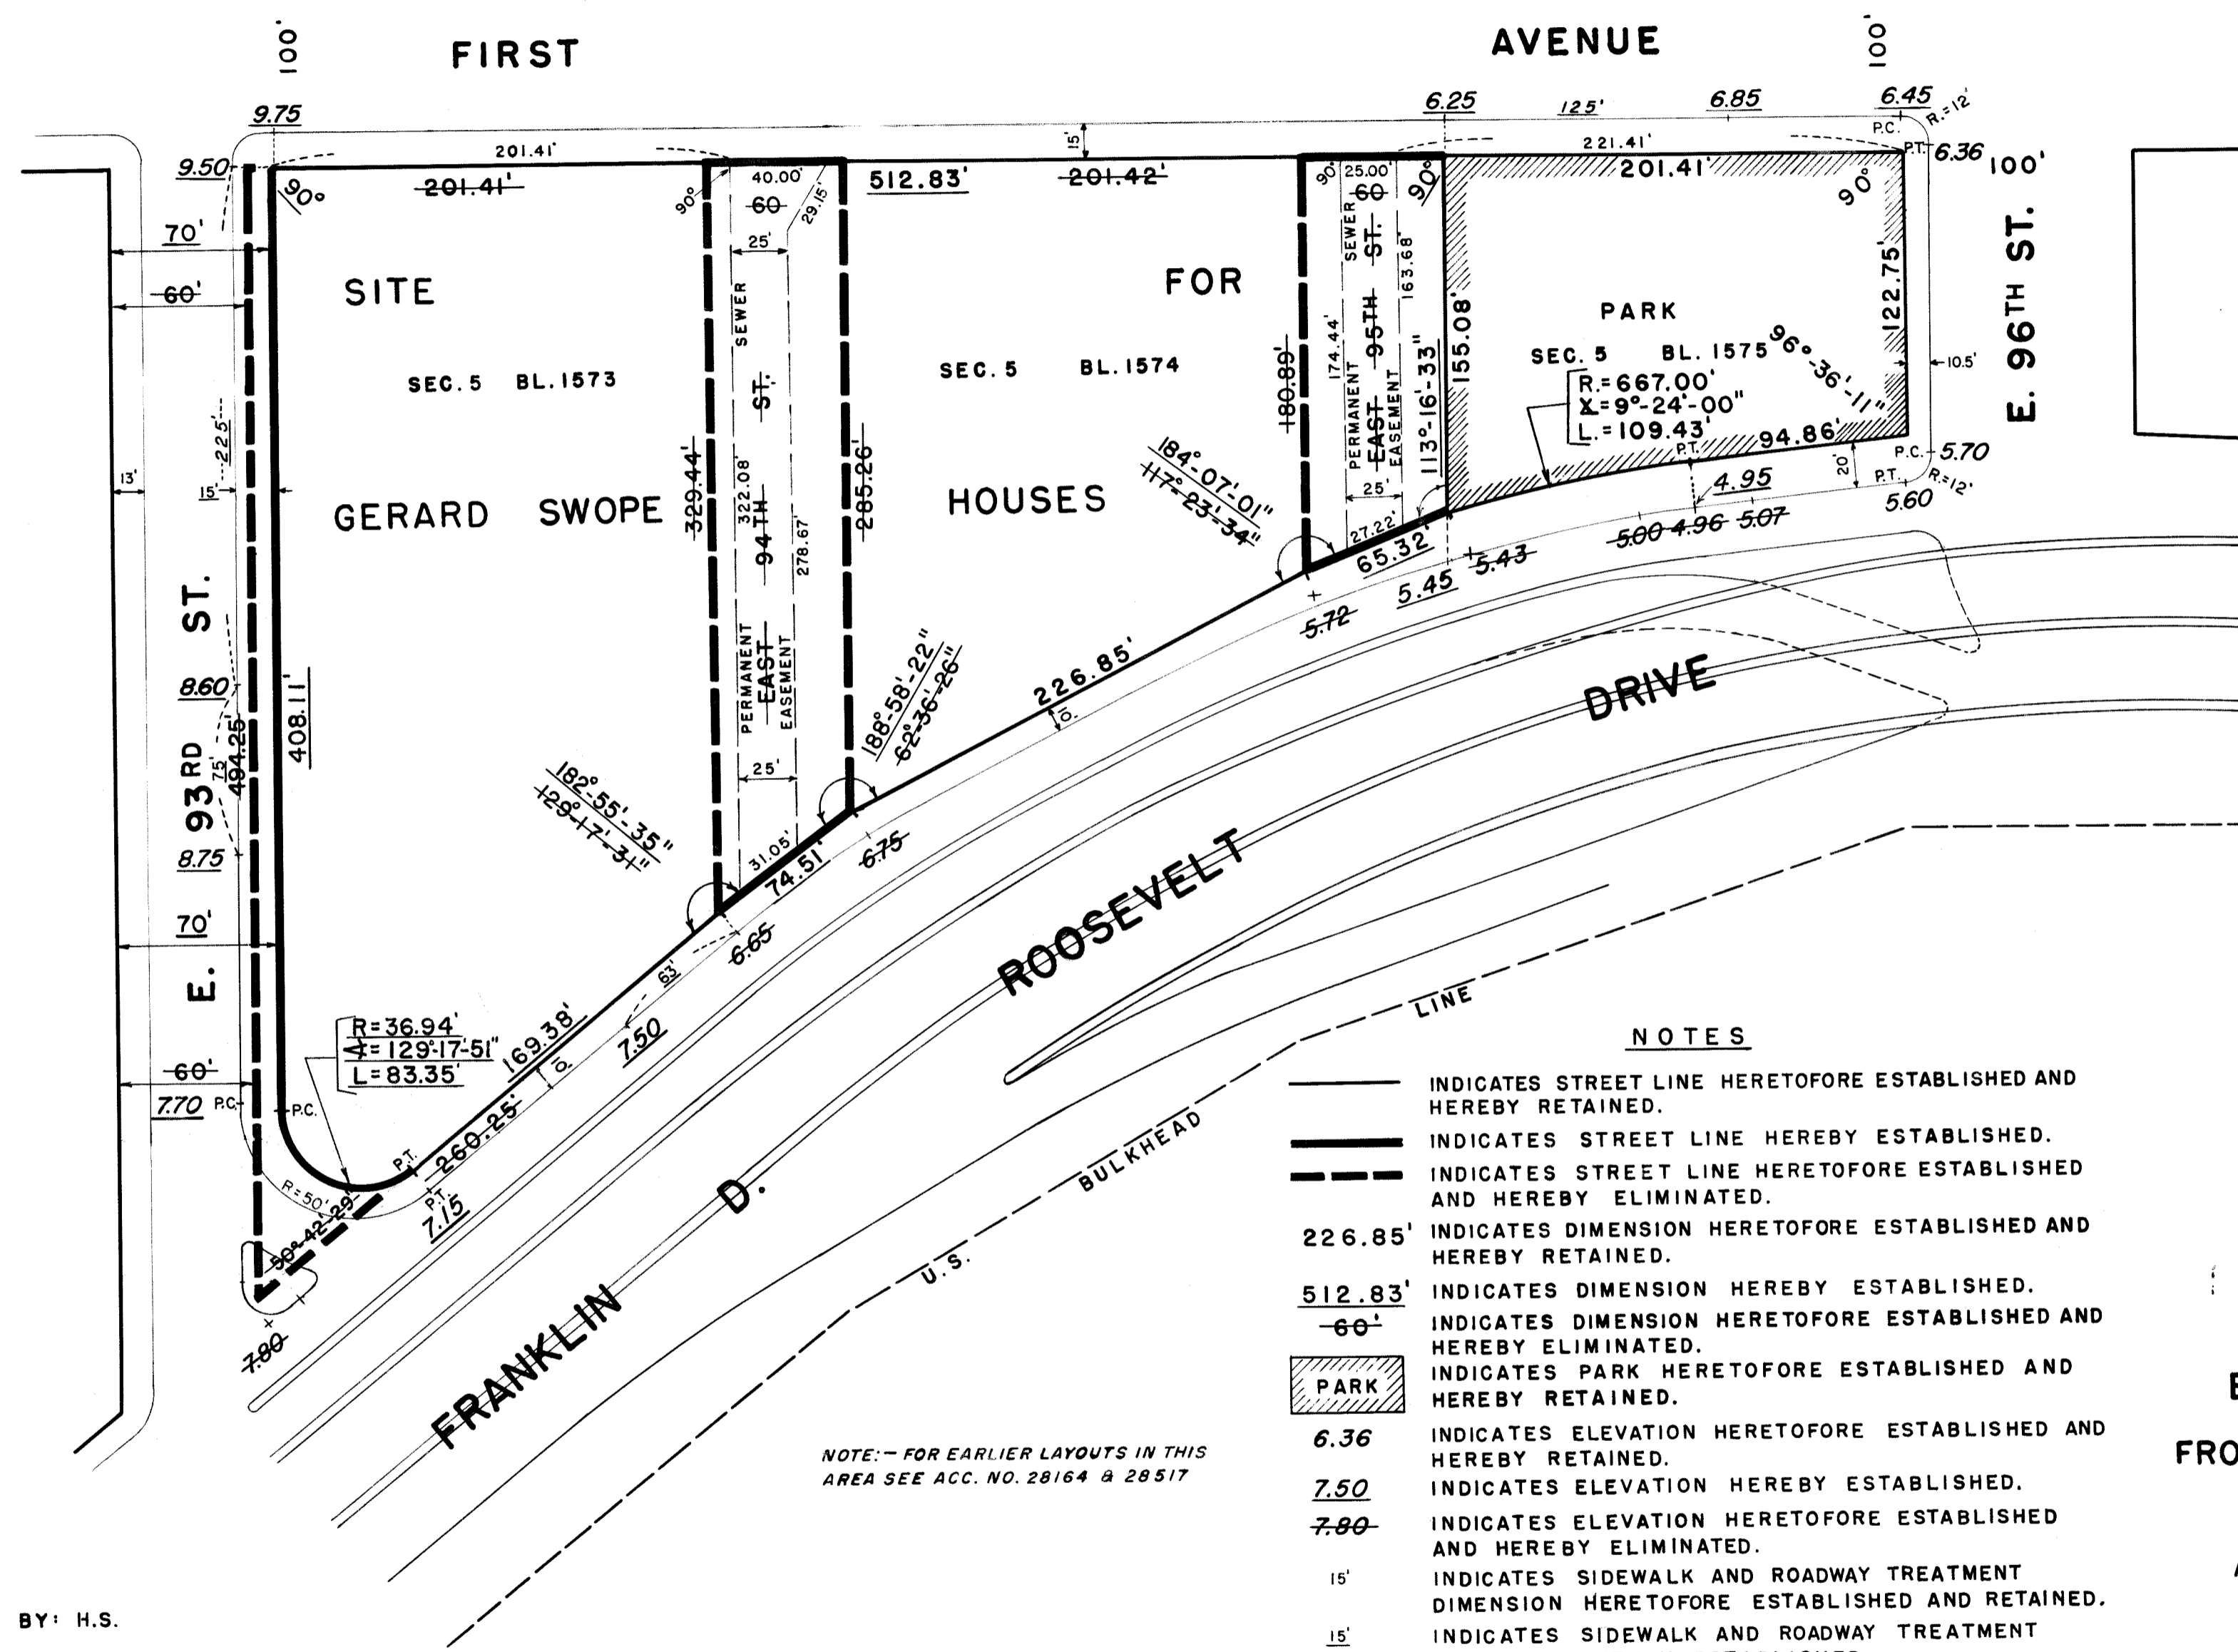 100'
FIRST
AVENUE
100'
9.75
6.25
125'
6.85
6.45
R.=12'
P.C.
15'
201.41'
221.41'
P.T.
6.36
100'
9.50
90°
201.41'
90°
40.00'
60
29.15'
512.83'
201.42'
90°
25.00'
60
90°
201.41'
90°
70'
60'
25'
SITE
FOR
PARK
SEC. 5 BL. 1573
SEC. 5 BL. 1574
SEC. 5 BL. 1575
R.=667.00'
X=9°-24'-00"
L.=109.43'
96°-36'-11"
122.75'
10.5'
E. 96TH ST.
155.08'
94.86'
P.T.
20'
P.C.
5.70
P.T.
R.=12'
5.60
4.95
5.00
4.96
5.07
PERMANENT SEWER
EASEMENT
EAST 94TH ST.
322.08'
278.67'
329.44'
285.26'
25'
31.05'
74.51'
PERMANENT SEWER
EASEMENT
EAST 95TH ST.
174.44'
163.68'
180.89'
113°-16'-33"
25'
27.22'
65.32'
5.45
5.43
5.72
184°-07'-01"
117°-23'-34"
GERARD SWOPE
HOUSES
225'
13'
15'
E. 93RD ST.
8.60
494.25'
75'
408.11'
8.75
70'
60'
7.70
P.C.
P.C.
182°-55'-35"
129°-17'-31"
188°-58'-22"
62°-36'-26"
226.85'
10'
6.75
6.65
63'
7.50
169.38'
10'
260.25'
R=36.94'
∢=129°-17'-51"
L=83.35'
P.T.
P.T.
7.15
R=50'
50°-42'-29"
7.80
FRANKLIN D. ROOSEVELT DRIVE
U.S. BULKHEAD LINE
NOTES
INDICATES STREET LINE HERETOFORE ESTABLISHED AND
HEREBY RETAINED.
INDICATES STREET LINE HEREBY ESTABLISHED.
INDICATES STREET LINE HERETOFORE ESTABLISHED
AND HEREBY ELIMINATED.
226.85' INDICATES DIMENSION HERETOFORE ESTABLISHED AND
HEREBY RETAINED.
512.83' INDICATES DIMENSION HEREBY ESTABLISHED.
60' INDICATES DIMENSION HERETOFORE ESTABLISHED AND
HEREBY ELIMINATED.
PARK INDICATES PARK HERETOFORE ESTABLISHED AND
HEREBY RETAINED.
6.36 INDICATES ELEVATION HERETOFORE ESTABLISHED AND
HEREBY RETAINED.
7.50 INDICATES ELEVATION HEREBY ESTABLISHED.
7.80 INDICATES ELEVATION HERETOFORE ESTABLISHED
AND HEREBY ELIMINATED.
15' INDICATES SIDEWALK AND ROADWAY TREATMENT
DIMENSION HERETOFORE ESTABLISHED AND RETAINED.
15' INDICATES SIDEWALK AND ROADWAY TREATMENT
NOTE:- FOR EARLIER LAYOUTS IN THIS
AREA SEE ACC. NO. 28164 & 28517
BY: H.S.
FRO